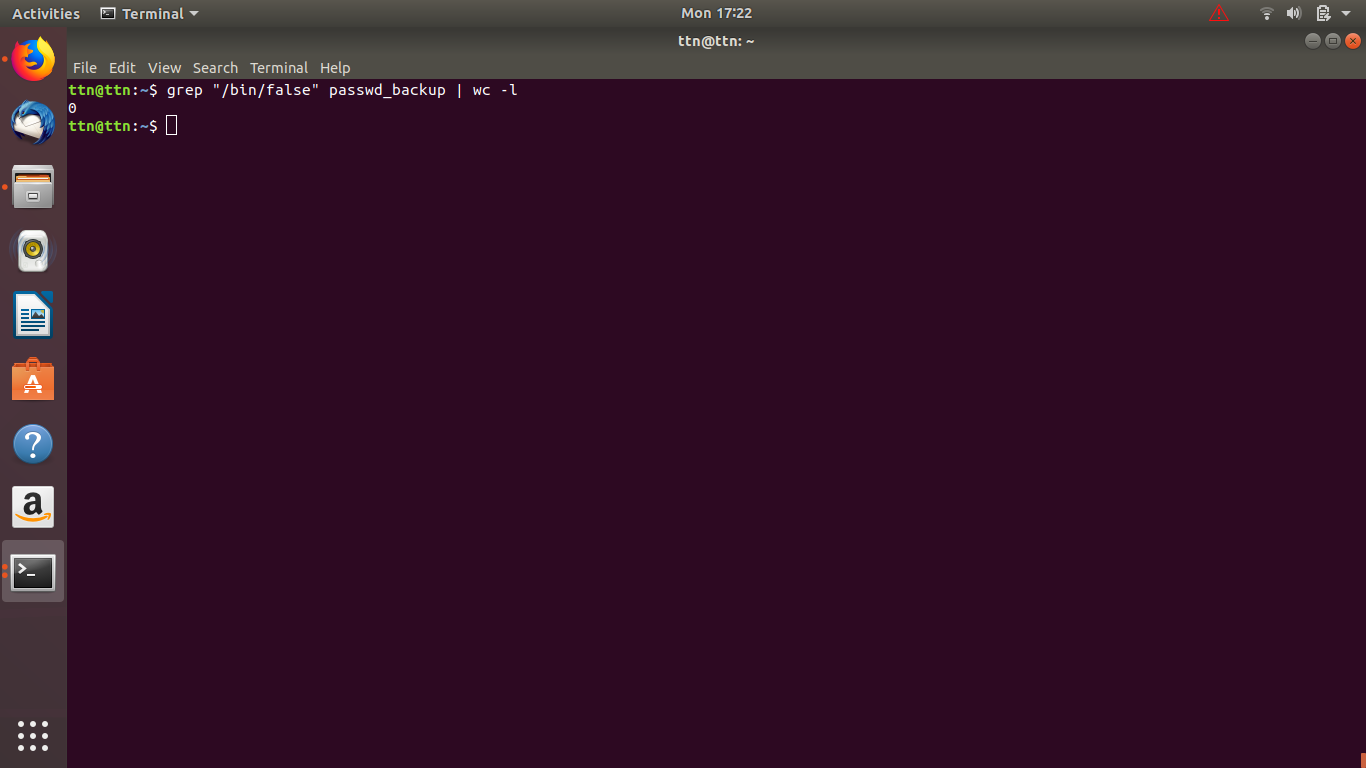 Activities Terminal Mon 17:22
ttn@ttn: ~
File Edit View Search Terminal Help
ttn@ttn:~$ grep "/bin/false" passwd_backup | wc -l
0
ttn@ttn:~$